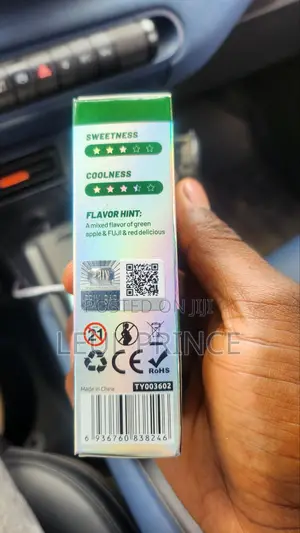 SWEETNESS
COOLNESS
FLAVOR HINT:
A mixed flavor of green
apple & FUJI & red delicious
POSTED ON JIJI
LEDY PRINCE
21
CE
RoHS
Made in China
TY003602
6 936760 838246